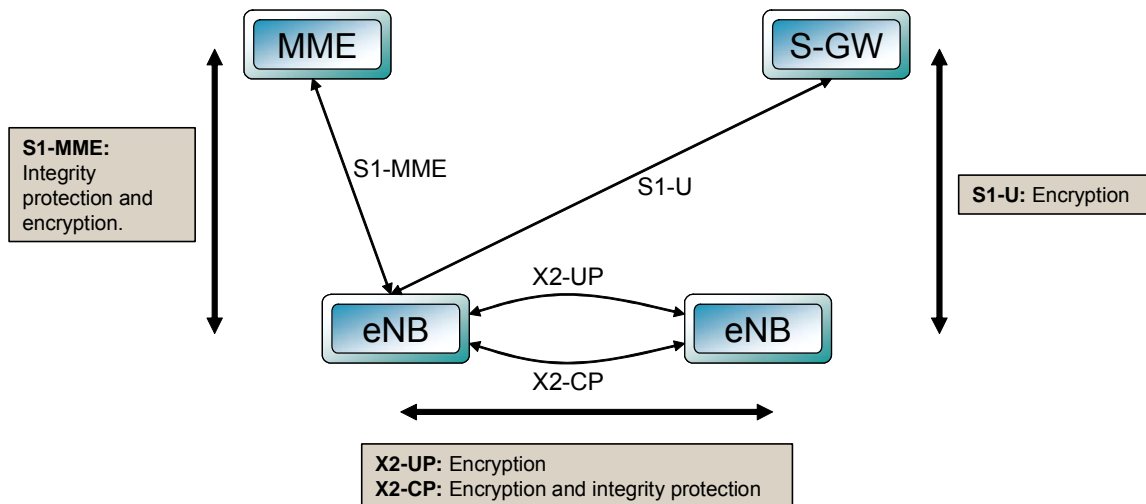 MME
S-GW
S1-MME:
Integrity
protection and
encryption.
S1-MME
S1-U
S1-U: Encryption
X2-UP
eNB
eNB
X2-CP
X2-UP: Encryption
X2-CP: Encryption and integrity protection